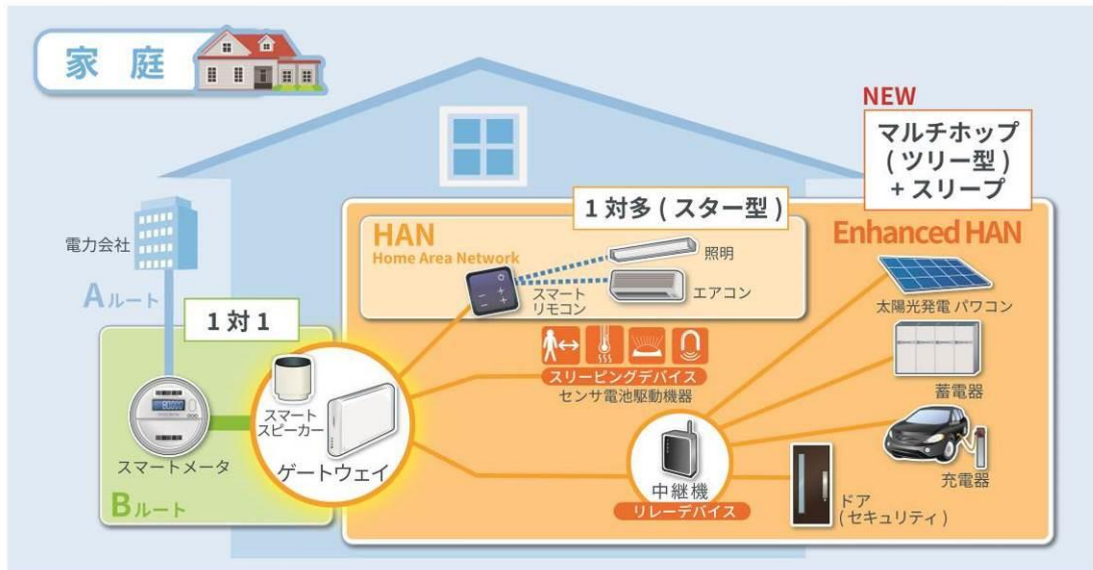 家 庭
NEW
マルチホップ
( ツリー型 )
+ スリープ
1 対多 ( スター型 )
HAN
Home Area Network
Enhanced HAN
照明
スマート
リモコン
エアコン
電力会社
Aルート
1 対 1
太陽光発電 パワコン
スリーピングデバイス
センサ電池駆動機器
蓄電器
スマート
スピーカー
スマートメータ
ゲートウェイ
Bルート
中継機
リレーデバイス
充電器
ドア
( セキュリティ )